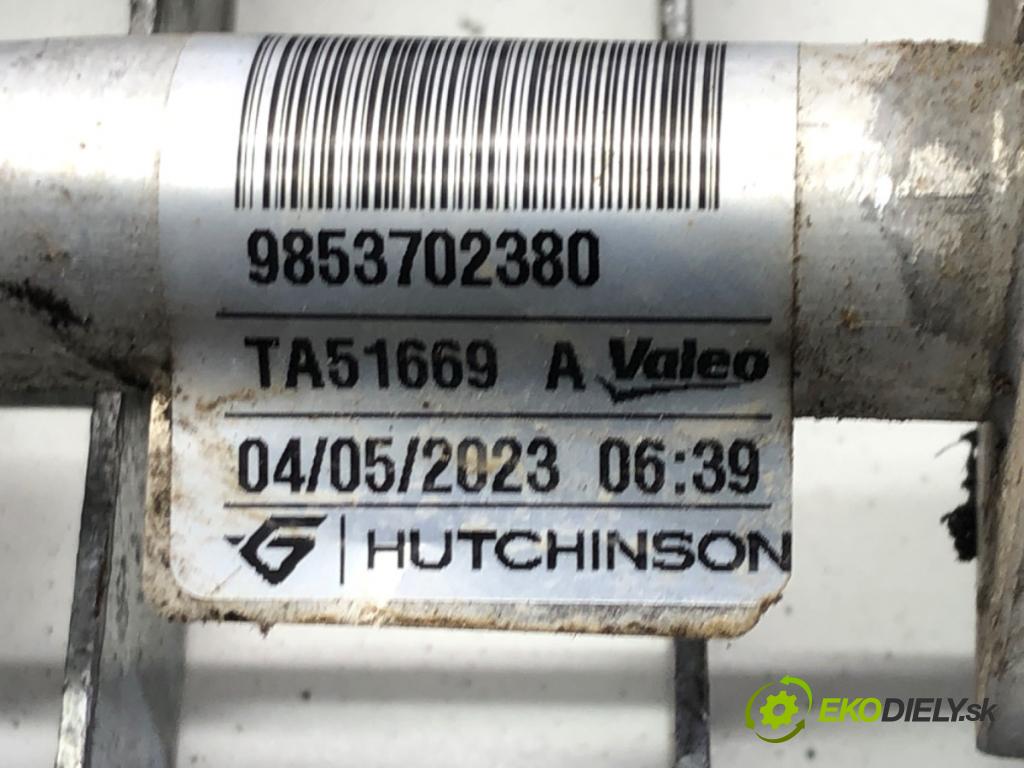 9853702380
TA51669 A Valeo
04/05/2023 06:39
HUTCHINSON
EKODIELY.sk